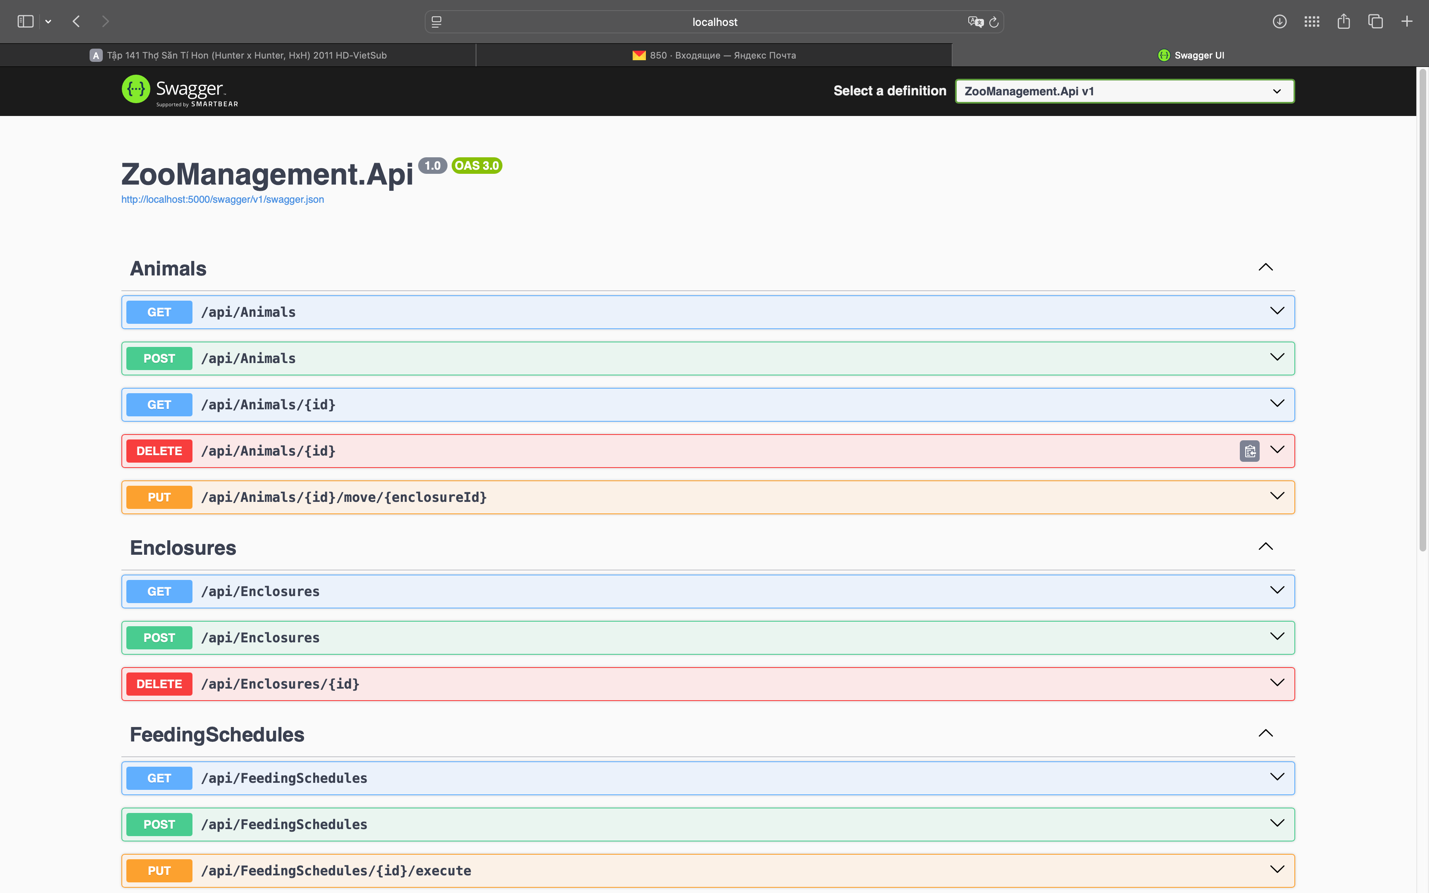 localhost
A Tập 141 Thợ Săn Tí Hon (Hunter x Hunter, HxH) 2011 HD-VietSub
850 · Входящие — Яндекс Почта
Swagger UI
Swagger.
Supported by SMARTBEAR
Select a definition
ZooManagement.Api v1
ZooManagement.Api 1.0 OAS 3.0
http://localhost:5000/swagger/v1/swagger.json
Animals
GET /api/Animals
POST /api/Animals
GET /api/Animals/{id}
DELETE /api/Animals/{id}
PUT /api/Animals/{id}/move/{enclosureId}
Enclosures
GET /api/Enclosures
POST /api/Enclosures
DELETE /api/Enclosures/{id}
FeedingSchedules
GET /api/FeedingSchedules
POST /api/FeedingSchedules
PUT /api/FeedingSchedules/{id}/execute